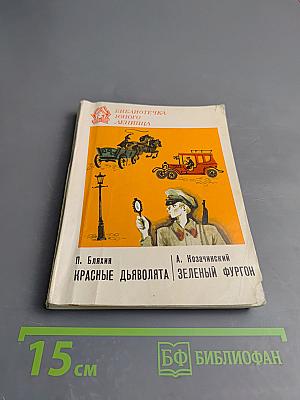 БИБЛИОТЕЧКА
ЮНОГО
ЛЕНИНЦА
П. Бляхин
КРАСНЫЕ ДЬЯВОЛЯТА
А. Козачинский
ЗЕЛЕНЫЙ ФУРГОН
15 см
БФ БИБЛИОФАН